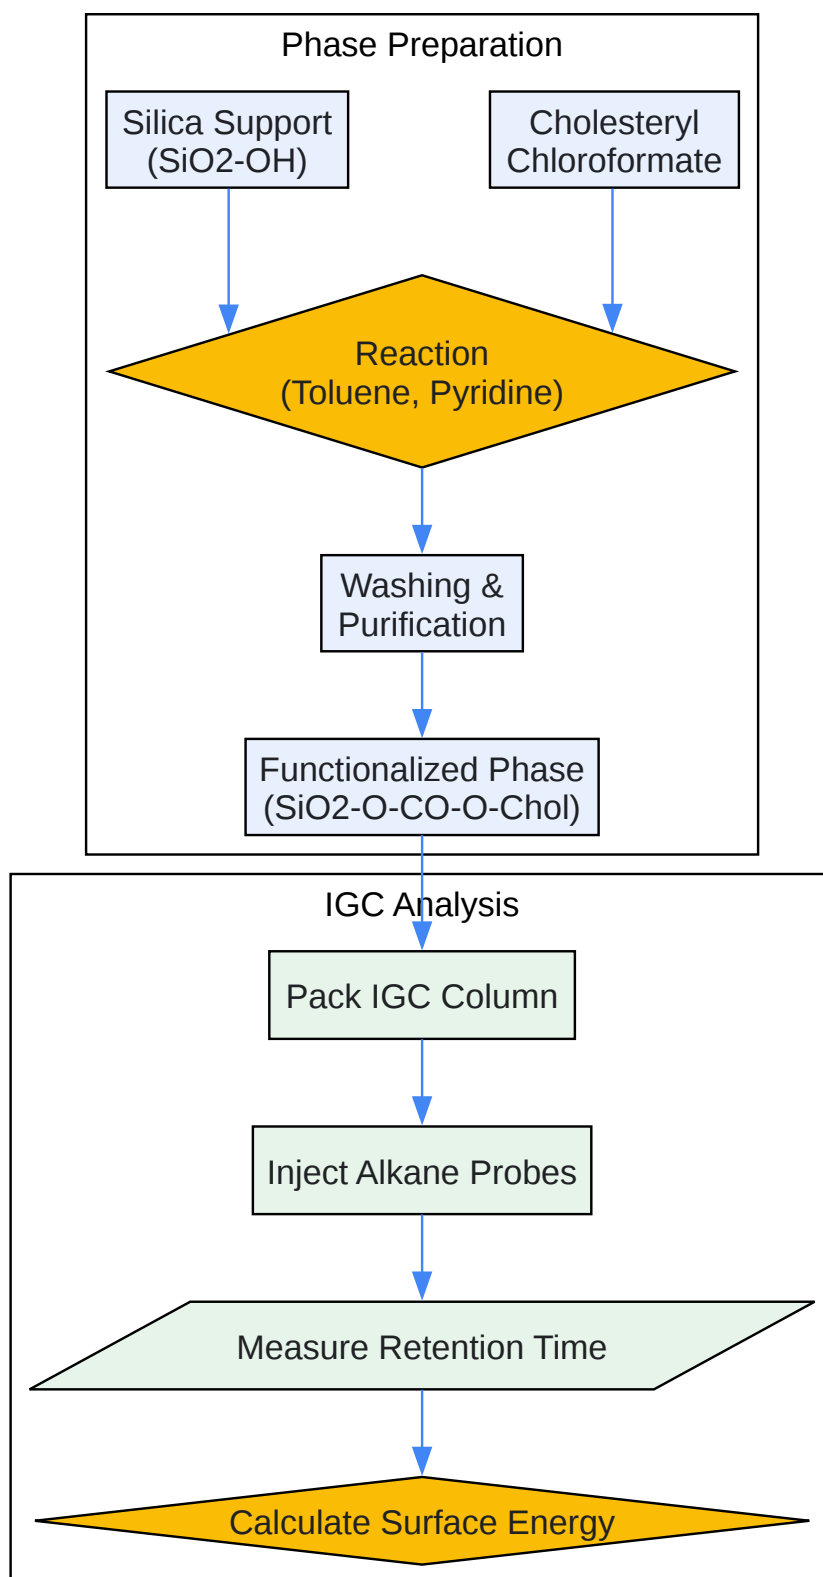 Phase Preparation
Silica Support
(SiO2-OH)
Cholesteryl
Chloroformate
Reaction
(Toluene, Pyridine)
Washing &
Purification
Functionalized Phase
(SiO2-O-CO-O-Chol)
IGC Analysis
Pack IGC Column
Inject Alkane Probes
Measure Retention Time
Calculate Surface Energy